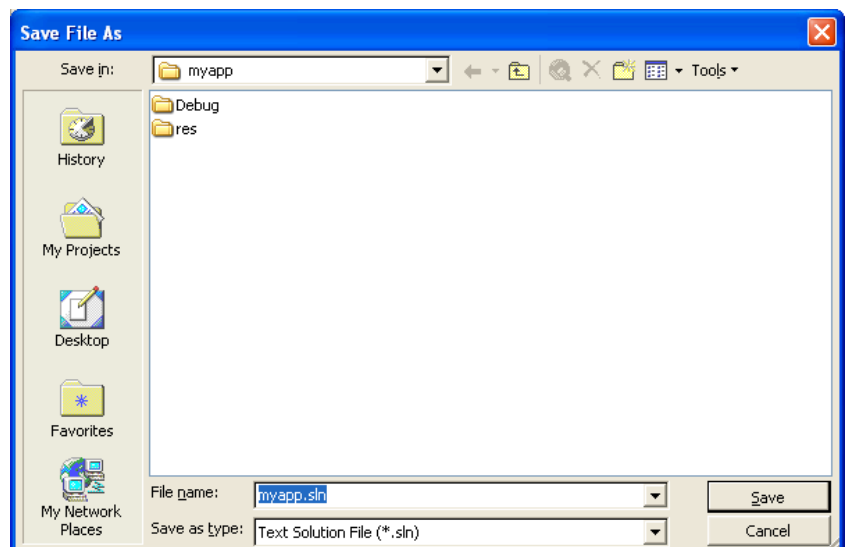 Save File As
Save in:
myapp
Tools
Debug
res
History
My Projects
Desktop
Favorites
My Network
Places
File name:
myapp.sln
Save
Save as type:
Text Solution File (*.sln)
Cancel